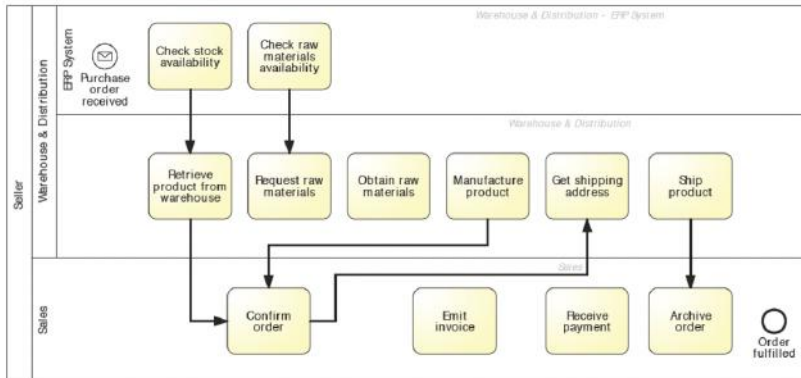 Warehouse & Distribution – ERP System
Seller
Warehouse & Distribution
ERP System
Purchase
order
received
Check stock
availability
Check raw
materials
availability
Warehouse & Distribution
Retrieve
product from
warehouse
Request raw
materials
Obtain raw
materials
Manufacture
product
Get shipping
address
Ship
product
Sales
Sales
Confirm
order
Emit
invoice
Receive
payment
Archive
order
Order
fulfilled